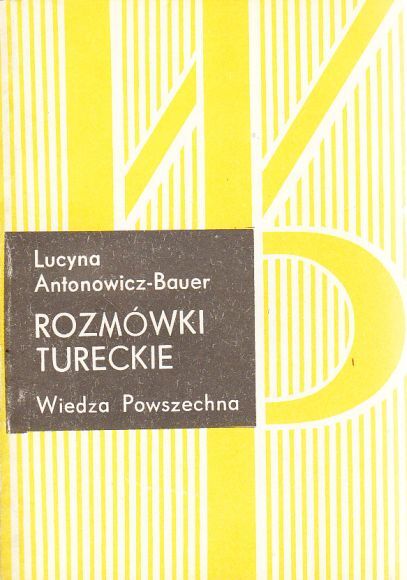 Lucyna
Antonowicz-Bauer
ROZMÓWKI
TURECKIE
Wiedza Powszechna